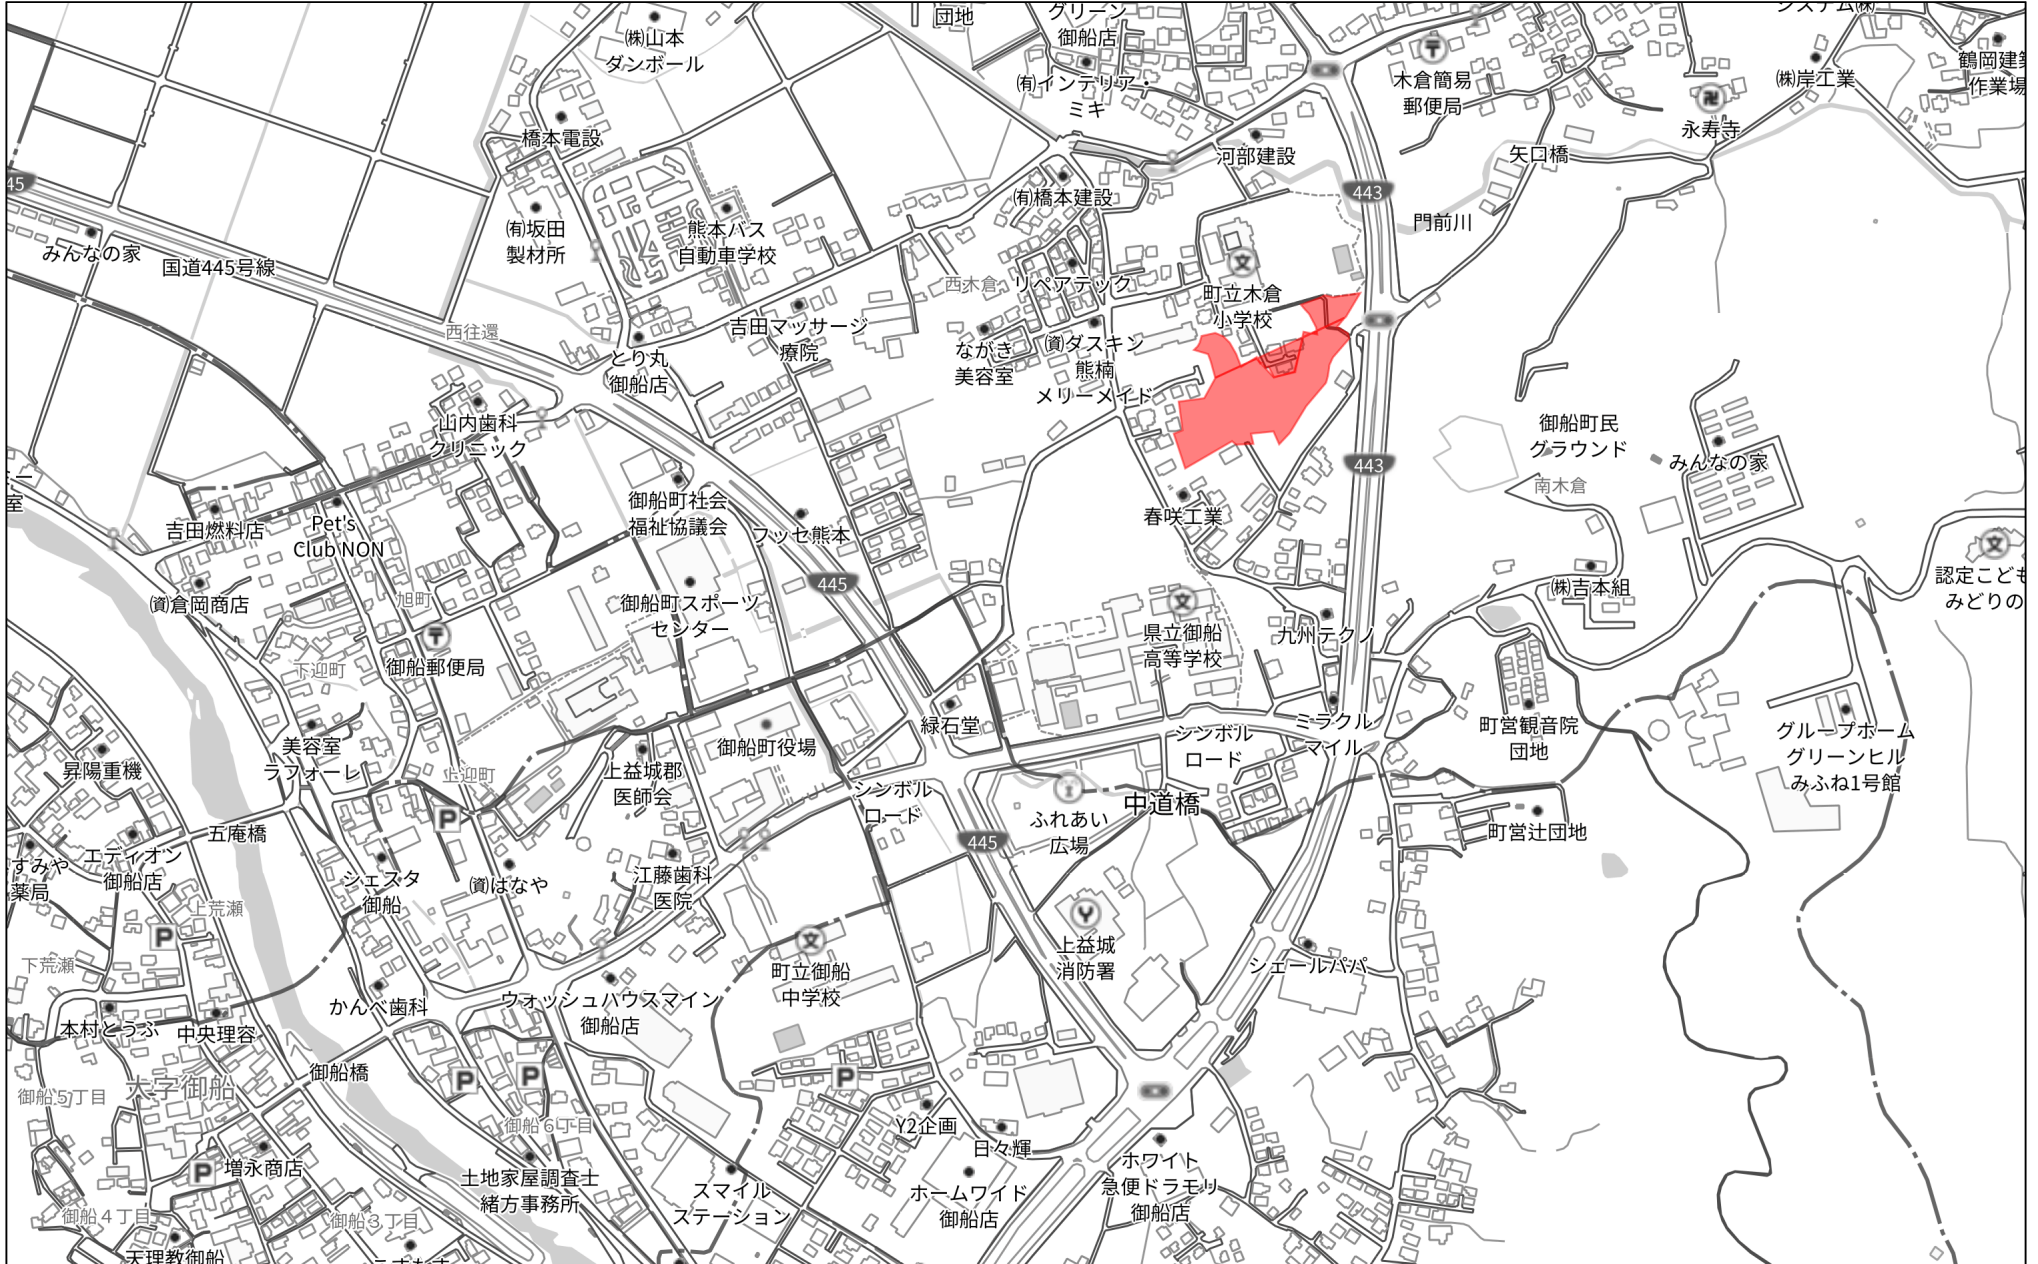 団地
グリーン
御船店
システム㈱
㈱山本
ダンボール
㈲インテリア・
ミキ
木倉簡易
郵便局
㈱岸工業
永寿寺
橋本電設
河部建設
矢口橋
45
443
㈲橋本建設
門前川
㈲坂田
製材所
熊本バス
自動車学校
みんなの家
国道445号線
西木倉
リペアテック
町立木倉
小学校
西往還
吉田マッサージ
療院
とり丸
御船店
ながき
美容室
㈾ダスキン
熊楠
メリーメイド
山内歯科
クリニック
御船町民
グラウンド
443
みんなの家
南木倉
室
御船町社会
福祉協議会
フッセ熊本
春咲工業
吉田燃料店
Pet's
Club NON
445
㈱吉本組
認定こども
みどりの
㈾倉岡商店
旭町
御船町スポーツ
センター
県立御船
高等学校
九州テクノ
下迎町
御船郵便局
緑石堂
シンボル
ロード
ミラクル
マイル
町営観音院
団地
グループホーム
グリーンヒル
みふね1号館
御船町役場
美容室
ラフォーレ
昇陽重機
上迎町
上益城郡
医師会
シンボル
ロード
中道橋
P
ふれあい
広場
445
町営辻団地
五庵橋
エディオン
御船店
すみや
薬局
シェスタ
御船
㈾はなや
江藤歯科
医院
上荒瀬
P
下荒瀬
町立御船
中学校
上益城
消防署
シェールパパ
かんべ歯科
ウォッシュハウスマイン
御船店
本村とうふ
中央理容
御船橋
P
P
P
御船5丁目
大字御船
御船6丁目
Y2企画
日々輝
増永商店
P
土地家屋調査士
緒方事務所
スマイル
ステーション
ホームワイド
御船店
ホワイト
急便ドラモリ
御船店
御船4丁目
御船3丁目
天理教御船